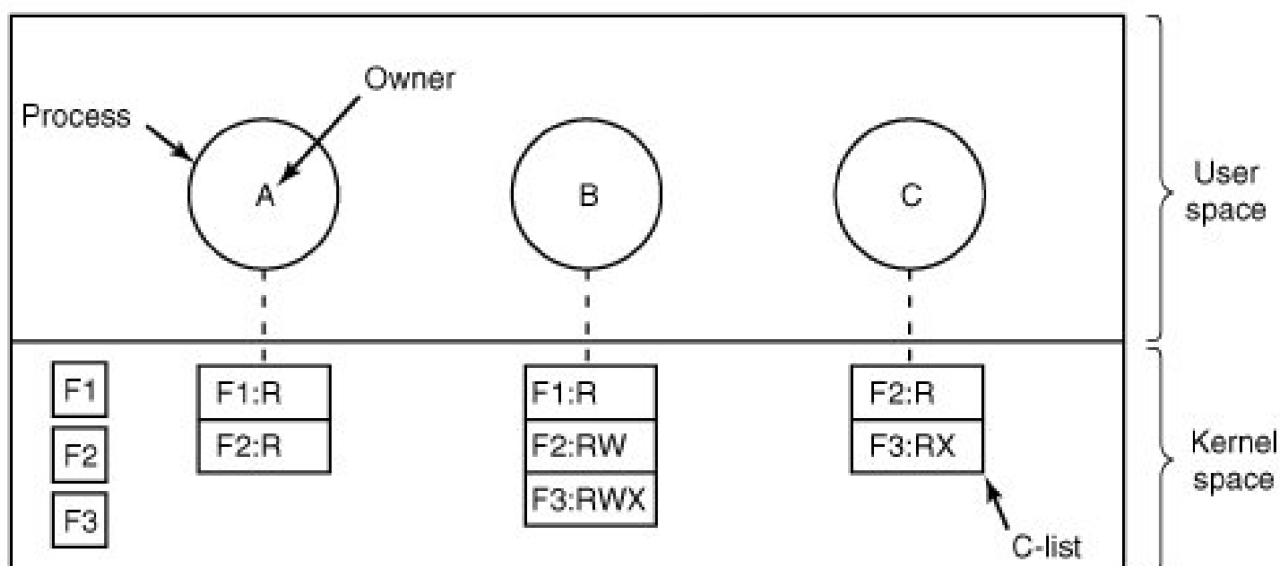 Owner
Process
A
B
C
User
space
F1
F2
F3
F1:R
F2:R
F1:R
F2:RW
F3:RWX
F2:R
F3:RX
Kernel
space
C-list